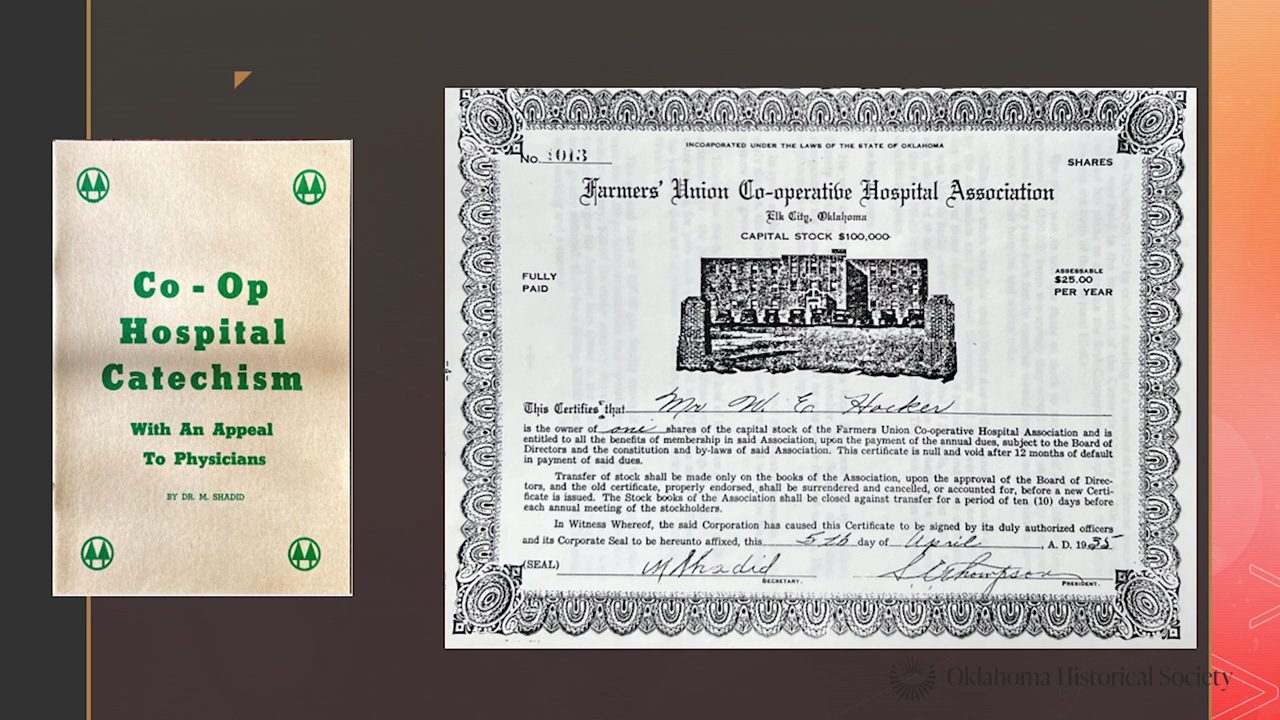 Co-Op
Hospital
Catechism
With An Appeal
To Physicians
BY DR. M. SHADID
INCORPORATED UNDER THE LAWS OF THE STATE OF OKLAHOMA
No. 1013
SHARES
Farmers' Union Co-operative Hospital Association
Elk City, Oklahoma
CAPITAL STOCK $100,000
FULLY
PAID
ASSESSABLE
$25.00
PER YEAR
This Certifies that Mr W. E. Hocker
is the owner of one shares of the capital stock of the Farmers Union Co-operative Hospital Association and is
entitled to all the benefits of membership in said Association, upon the payment of the annual dues, subject to the Board of
Directors and the constitution and by-laws of said Association. This certificate is null and void after 12 months of default
in payment of said dues.
Transfer of stock shall be made only on the books of the Association, upon the approval of the Board of Direc-
tors, and the old certificate, properly endorsed, shall be surrendered and cancelled, or accounted for, before a new Certi-
ficate is issued. The Stock books of the Association shall be closed against transfer for a period of ten (10) days before
each annual meeting of the stockholders.
In Witness Whereof, the said Corporation has caused this Certificate to be signed by its duly authorized officers
and its Corporate Seal to be hereunto affixed, this 5th day of April, A. D. 1935
(SEAL) M Shadid S. A. Thompson
SECRETARY. PRESIDENT.
-4-
Oklahoma Historical Society